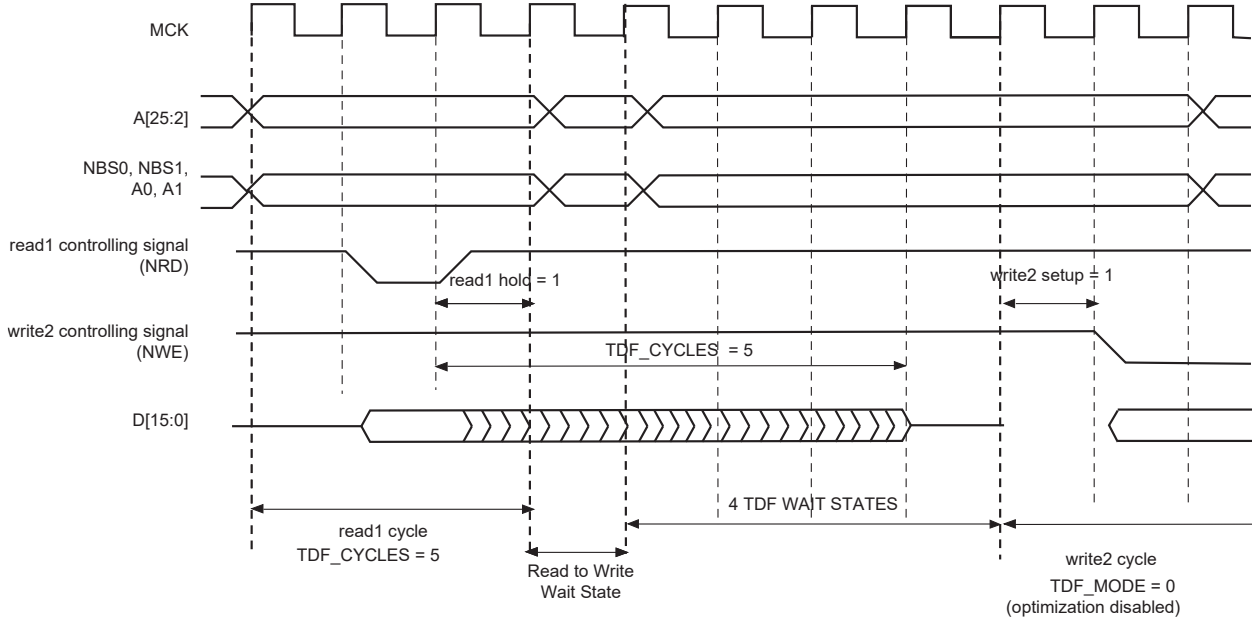 MCK
A[25:2]
NBS0, NBS1,
A0, A1
read1 controlling signal
(NRD)
read1 hold = 1
write2 setup = 1
write2 controlling signal
(NWE)
TDF_CYCLES = 5
D[15:0]
4 TDF WAIT STATES
read1 cycle
TDF_CYCLES = 5
Read to Write
Wait State
write2 cycle
TDF_MODE = 0
(optimization disabled)